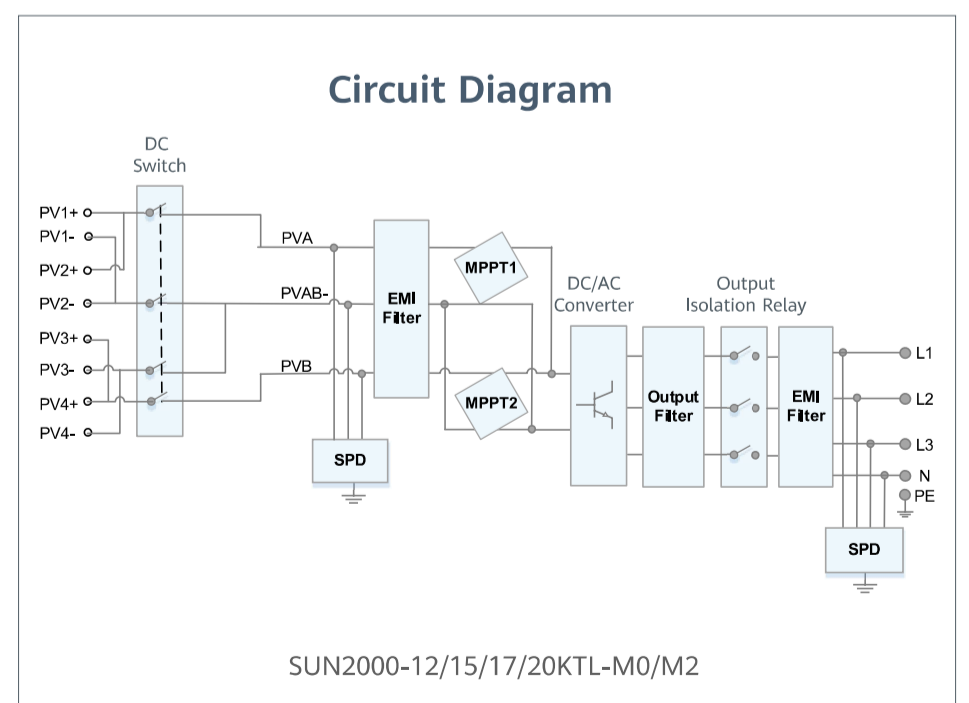 Circuit Diagram
DC
Switch
PV1+
PV1-
PV2+
PV2-
PV3+
PV3-
PV4+
PV4-
PVA
PVAB-
PVB
SPD
EMI
Filter
MPPT1
MPPT2
DC/AC
Converter
Output
Filter
Output
Isolation Relay
EMI
Filter
L1
L2
L3
N
PE
SPD
SUN2000-12/15/17/20KTL-M0/M2